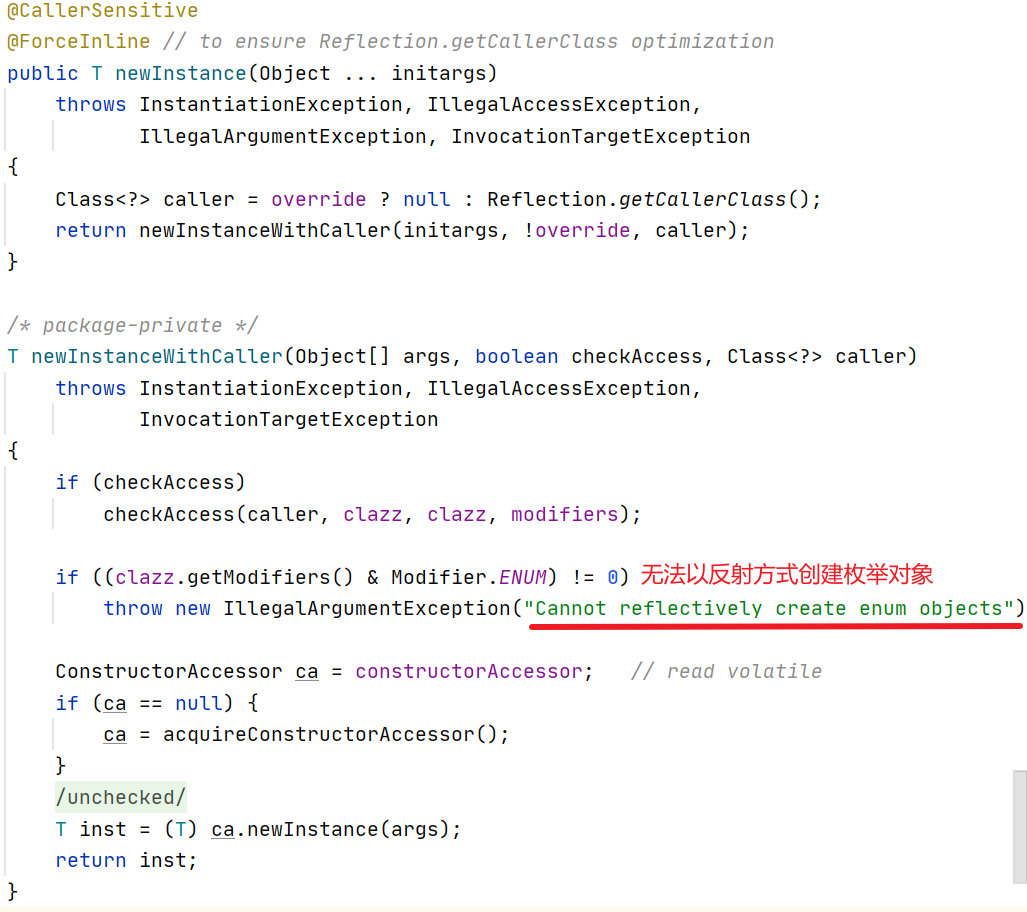 @CallerSensitive
@ForceInline // to ensure Reflection.getCallerClass optimization
public T newInstance(Object ... initargs)
    throws InstantiationException, IllegalAccessException,
           IllegalArgumentException, InvocationTargetException
{
    Class<?> caller = override ? null : Reflection.getCallerClass();
    return newInstanceWithCaller(initargs, !override, caller);
}

/* package-private */
T newInstanceWithCaller(Object[] args, boolean checkAccess, Class<?> caller)
    throws InstantiationException, IllegalAccessException,
           InvocationTargetException
{
    if (checkAccess)
        checkAccess(caller, clazz, clazz, modifiers);

    if ((clazz.getModifiers() & Modifier.ENUM) != 0) 无法以反射方式创建枚举对象
        throw new IllegalArgumentException("Cannot reflectively create enum objects")

    ConstructorAccessor ca = constructorAccessor;   // read volatile
    if (ca == null) {
        ca = acquireConstructorAccessor();
    }
    /unchecked/
    T inst = (T) ca.newInstance(args);
    return inst;
}